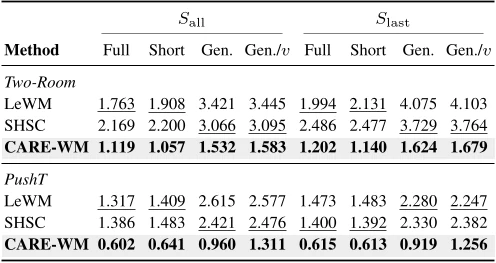 S_all S_last
Method Full Short Gen. Gen./v Full Short Gen. Gen./v
Two-Room
LeWM 1.763 1.908 3.421 3.445 1.994 2.131 4.075 4.103
SHSC 2.169 2.200 3.066 3.095 2.486 2.477 3.729 3.764
CARE-WM 1.119 1.057 1.532 1.583 1.202 1.140 1.624 1.679
PushT
LeWM 1.317 1.409 2.615 2.577 1.473 1.483 2.280 2.247
SHSC 1.386 1.483 2.421 2.476 1.400 1.392 2.330 2.382
CARE-WM 0.602 0.641 0.960 1.311 0.615 0.613 0.919 1.256